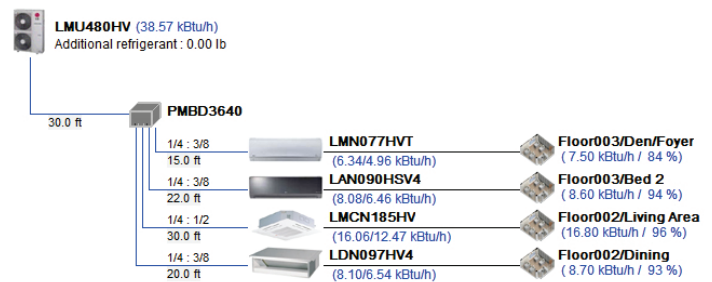 LMU480HV (38.57 kBtu/h)
Additional refrigerant : 0.00 lb
30.0 ft
PMBD3640
1/4 : 3/8
15.0 ft
LMN077HVT
(6.34/4.96 kBtu/h)
Floor003/Den/Foyer
( 7.50 kBtu/h / 84 %)
1/4 : 3/8
22.0 ft
LAN090HSV4
(8.08/6.46 kBtu/h)
Floor003/Bed 2
( 8.60 kBtu/h / 94 %)
1/4 : 1/2
30.0 ft
LMCN185HV
(16.06/12.47 kBtu/h)
Floor002/Living Area
(16.80 kBtu/h / 96 %)
1/4 : 3/8
20.0 ft
LDN097HV4
(8.10/6.54 kBtu/h)
Floor002/Dining
( 8.70 kBtu/h / 93 %)